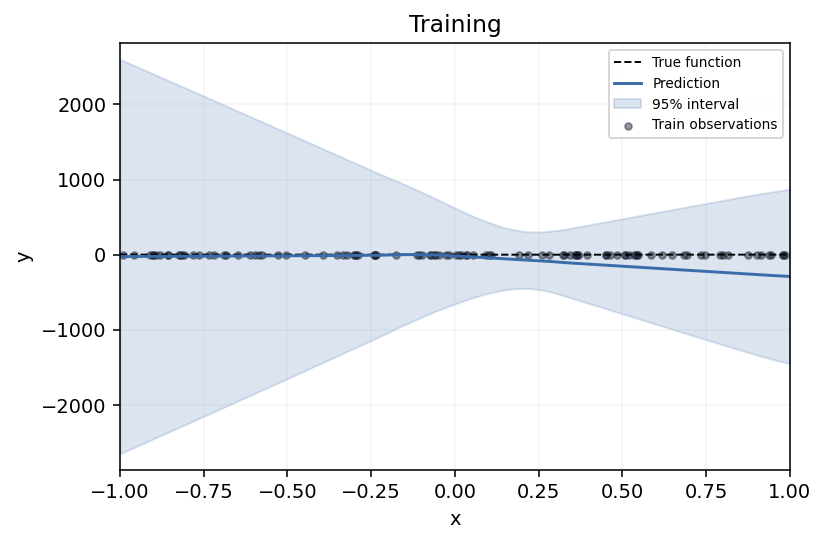 Training
True function
Prediction
95% interval
Train observations
2000
1000
0
−1000
−2000
y
−1.00 −0.75 −0.50 −0.25 0.00 0.25 0.50 0.75 1.00
x